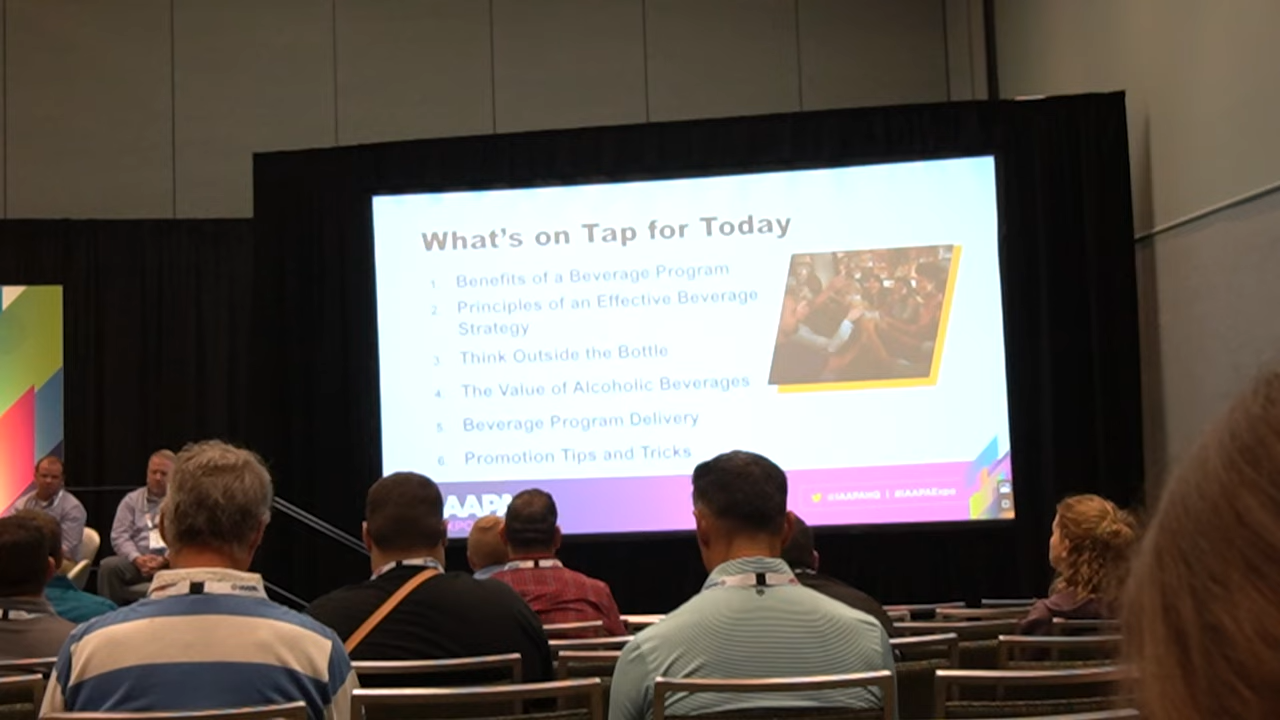 What's on Tap for Today
1. Benefits of a Beverage Program
2. Principles of an Effective Beverage
Strategy
3. Think Outside the Bottle
4. The Value of Alcoholic Beverages
5. Beverage Program Delivery
6. Promotion Tips and Tricks
IAAPA
EXPO
@IAAPAHQ | #IAAPAExpo